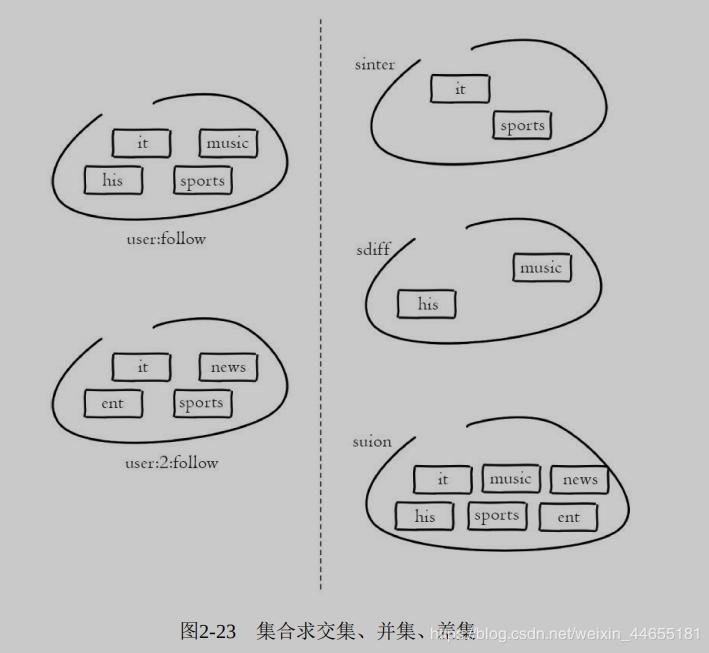 it
music
his
sports
user:follow
it
news
ent
sports
user:2:follow
sinter
it
sports
sdiff
music
his
suion
it
music
news
his
sports
ent
图2-23 集合求交集、并集、差集
https://blog.csdn.net/weixin_44655181